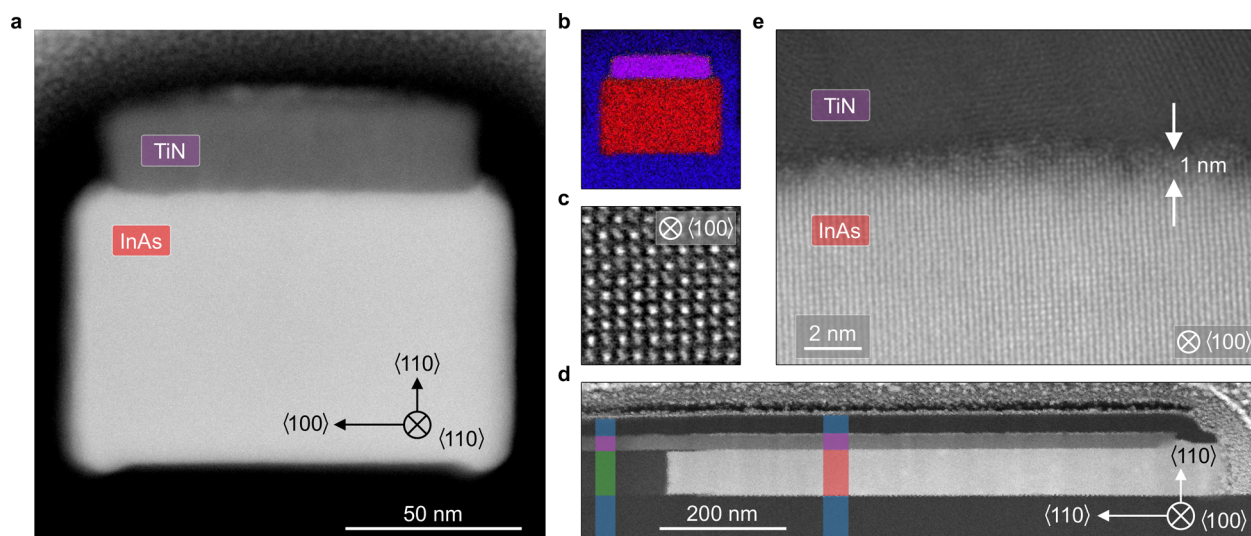 a
TiN
InAs
⟨110⟩
⟨100⟩
⟨110⟩
50 nm
b
c
⟨100⟩
d
⟨110⟩
⟨110⟩
⟨100⟩
200 nm
e
TiN
1 nm
InAs
2 nm
⟨100⟩